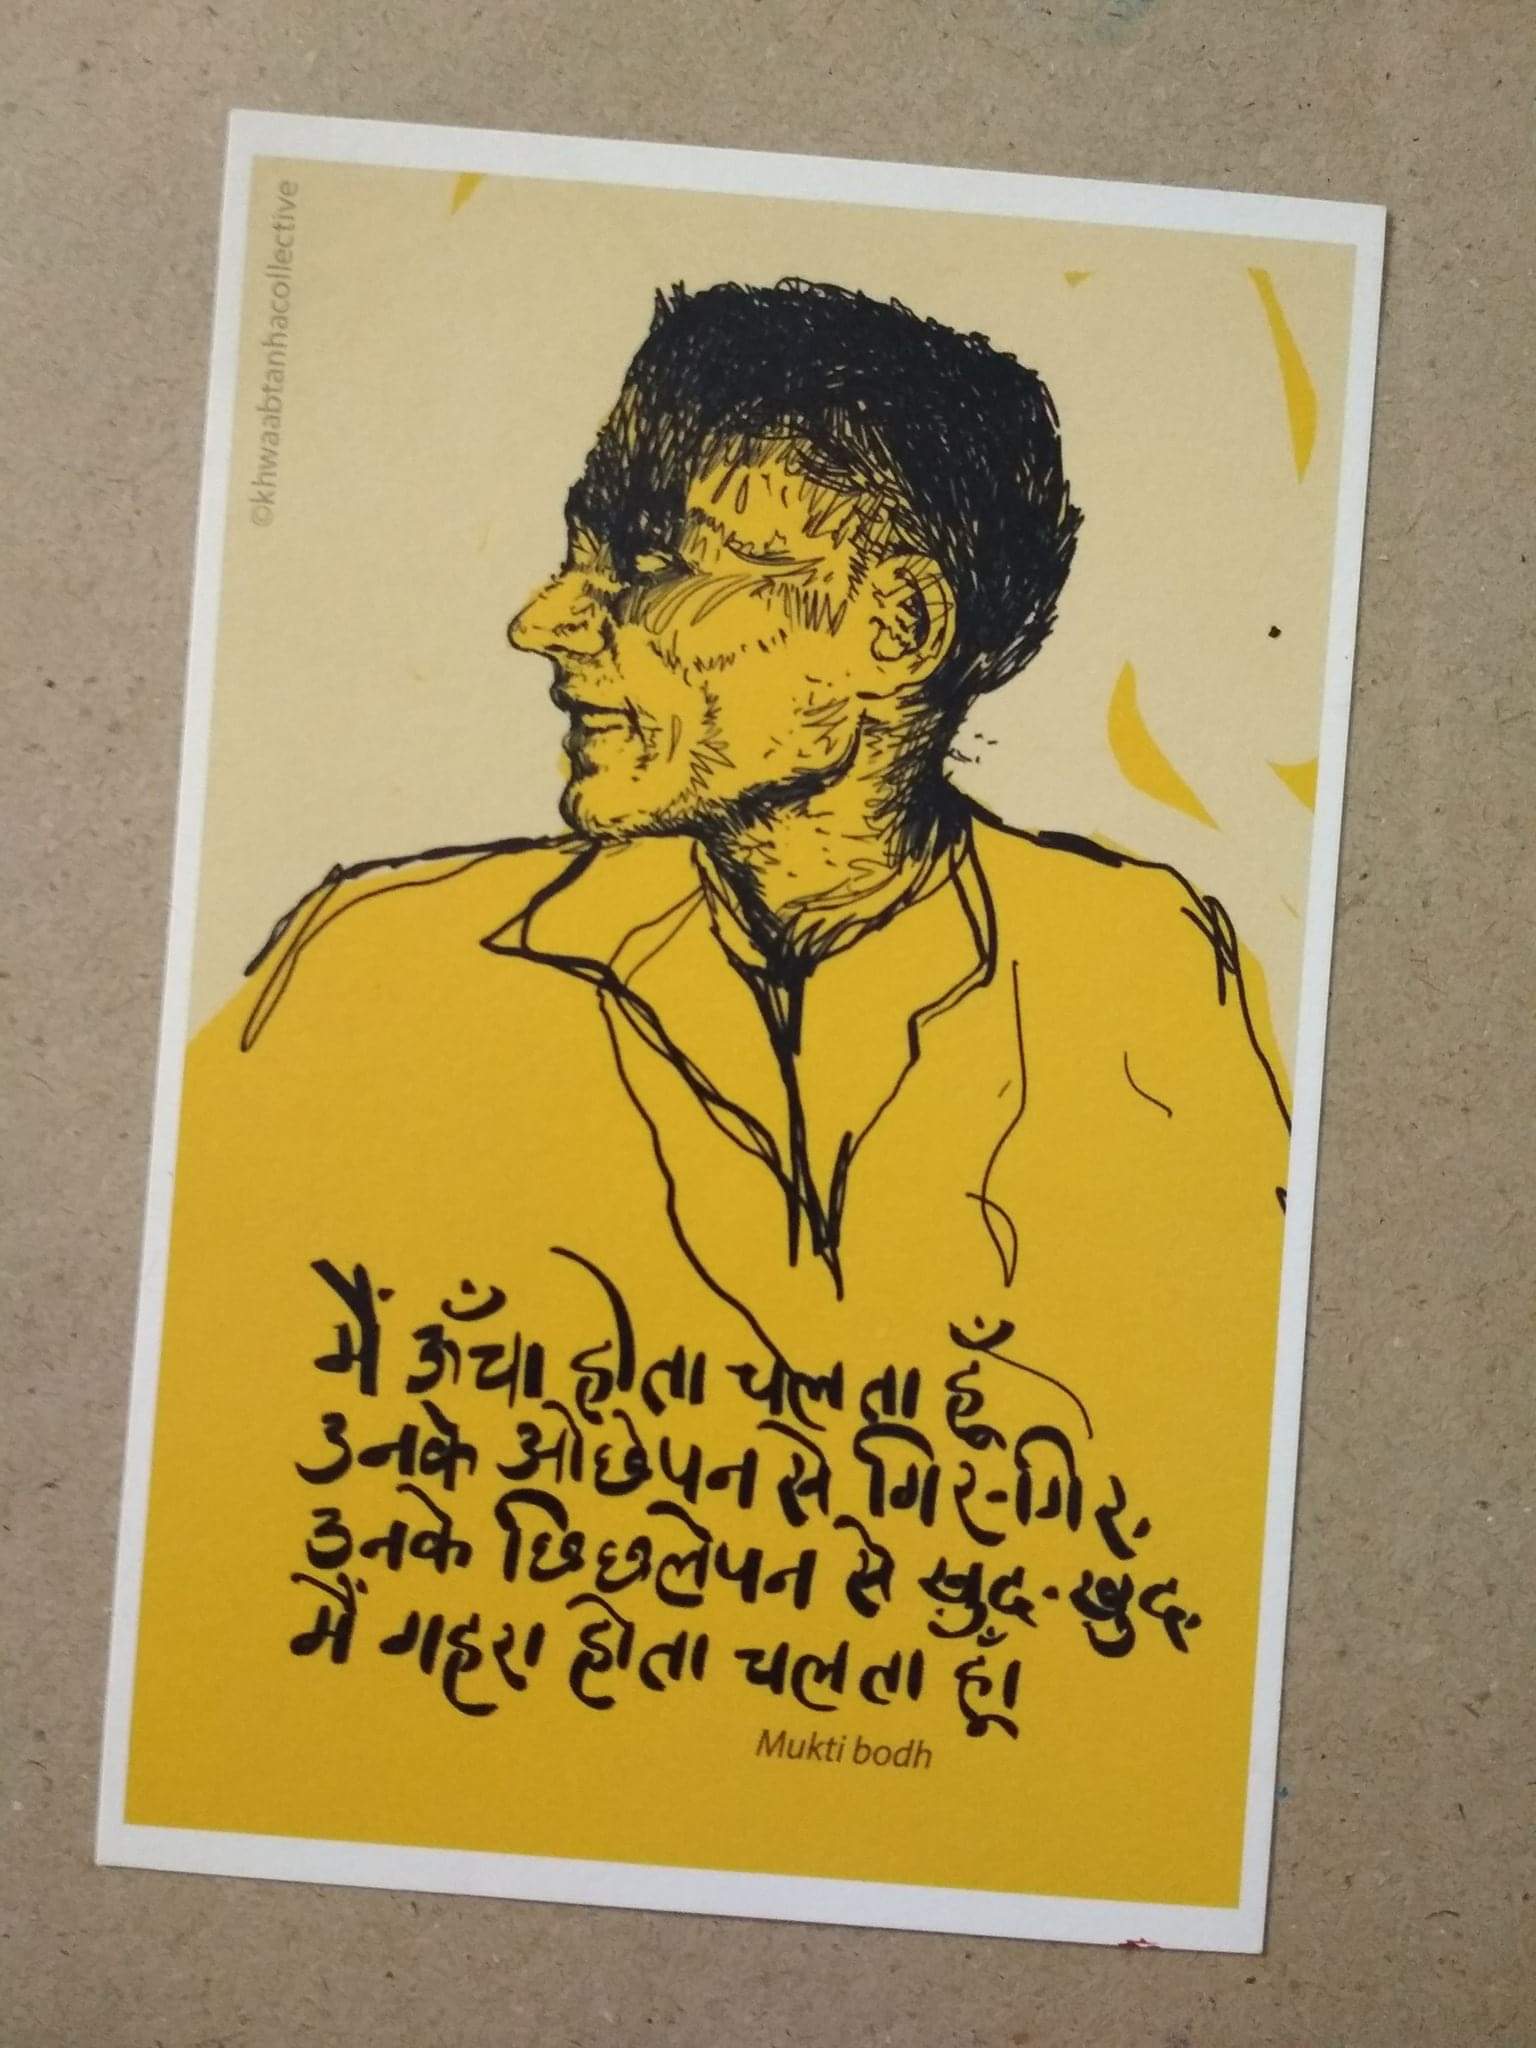 ©khwaabtanhacollective
मैं ऊँचा होता चलता हूँ
उनके ओछेपन से गिर-गिर,
उनके छिछलेपन से खुद-खुद,
मैं गहरा होता चलता हूँ।
Mukti bodh